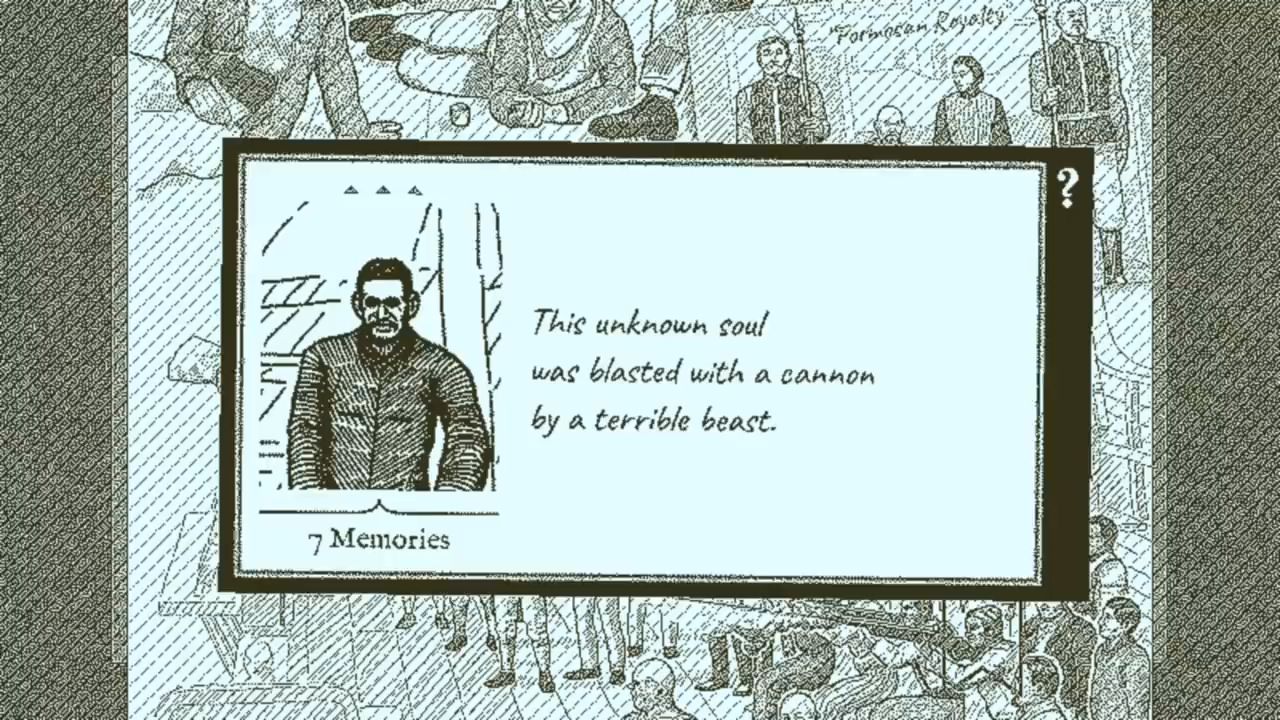 "Formosan Royalty"
?
This unknown soul
was blasted with a cannon
by a terrible beast.
7 Memories